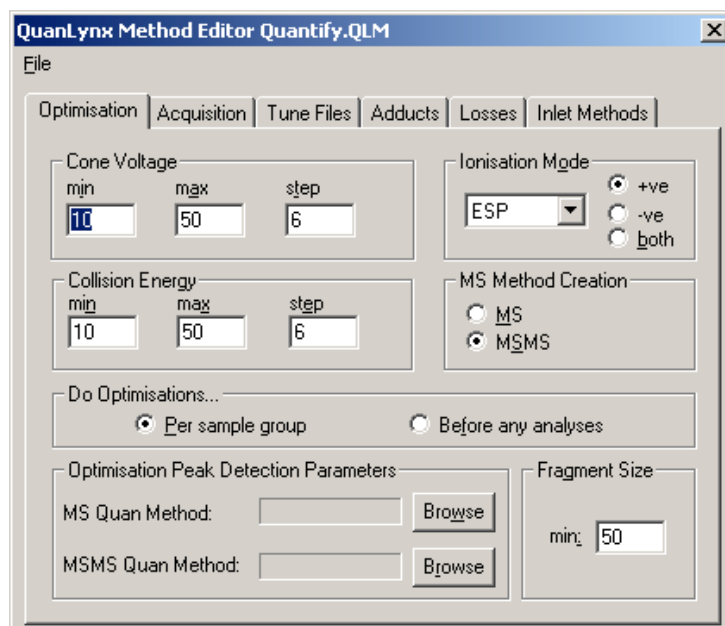 QuanLynx Method Editor Quantify.QLM
File
Optimisation Acquisition Tune Files Adducts Losses Inlet Methods
Cone Voltage
min max step
10 50 6
Ionisation Mode
ESP
+ve
-ve
both
Collision Energy
min max step
10 50 6
MS Method Creation
MS
MSMS
Do Optimisations...
Per sample group Before any analyses
Optimisation Peak Detection Parameters
MS Quan Method: Browse
MSMS Quan Method: Browse
Fragment Size
min: 50